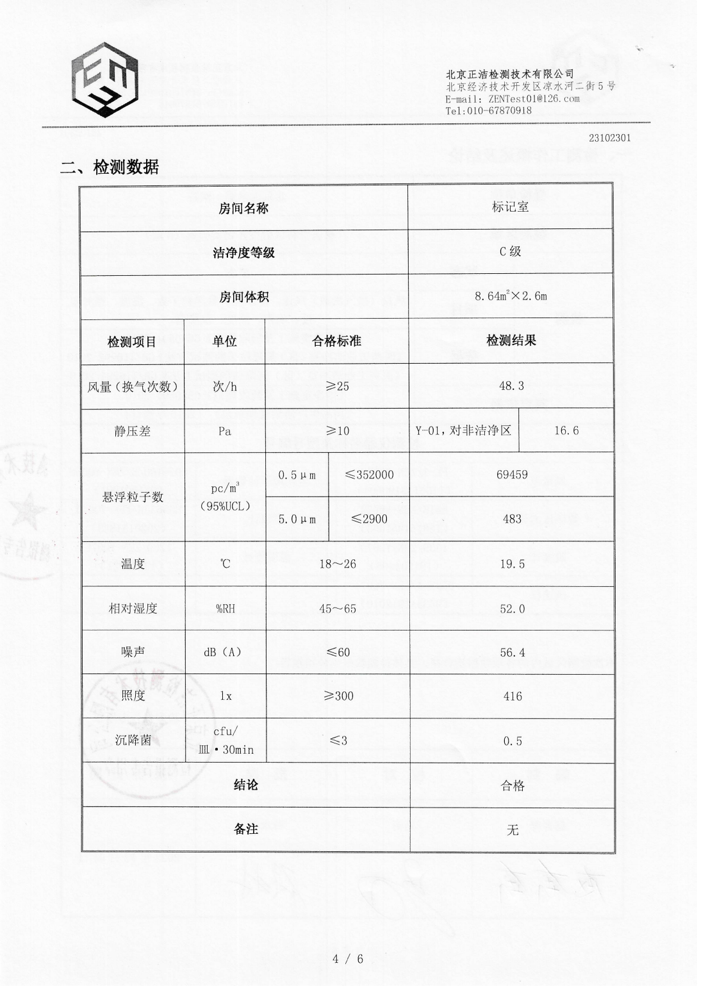 北京正洁检测技术有限公司
北京经济技术开发区凉水河二街5号
E-mail: ZENTest01@126.com
Tel:010-67870918
23102301
二、检测数据
房间名称 标记室
洁净度等级 C级
房间体积 8.64m²×2.6m
检测项目 单位 合格标准 检测结果
风量(换气次数) 次/h ≥25 48.3
静压差 Pa ≥10 Y-01,对非洁净区 16.6
悬浮粒子数 pc/m³ (95%UCL) 0.5μm ≤352000 69459
5.0μm ≤2900 483
温度 ℃ 18~26 19.5
相对湿度 %RH 45~65 52.0
噪声 dB(A) ≤60 56.4
照度 lx ≥300 416
沉降菌 cfu/皿·30min ≤3 0.5
结论 合格
备注 无
4 / 6